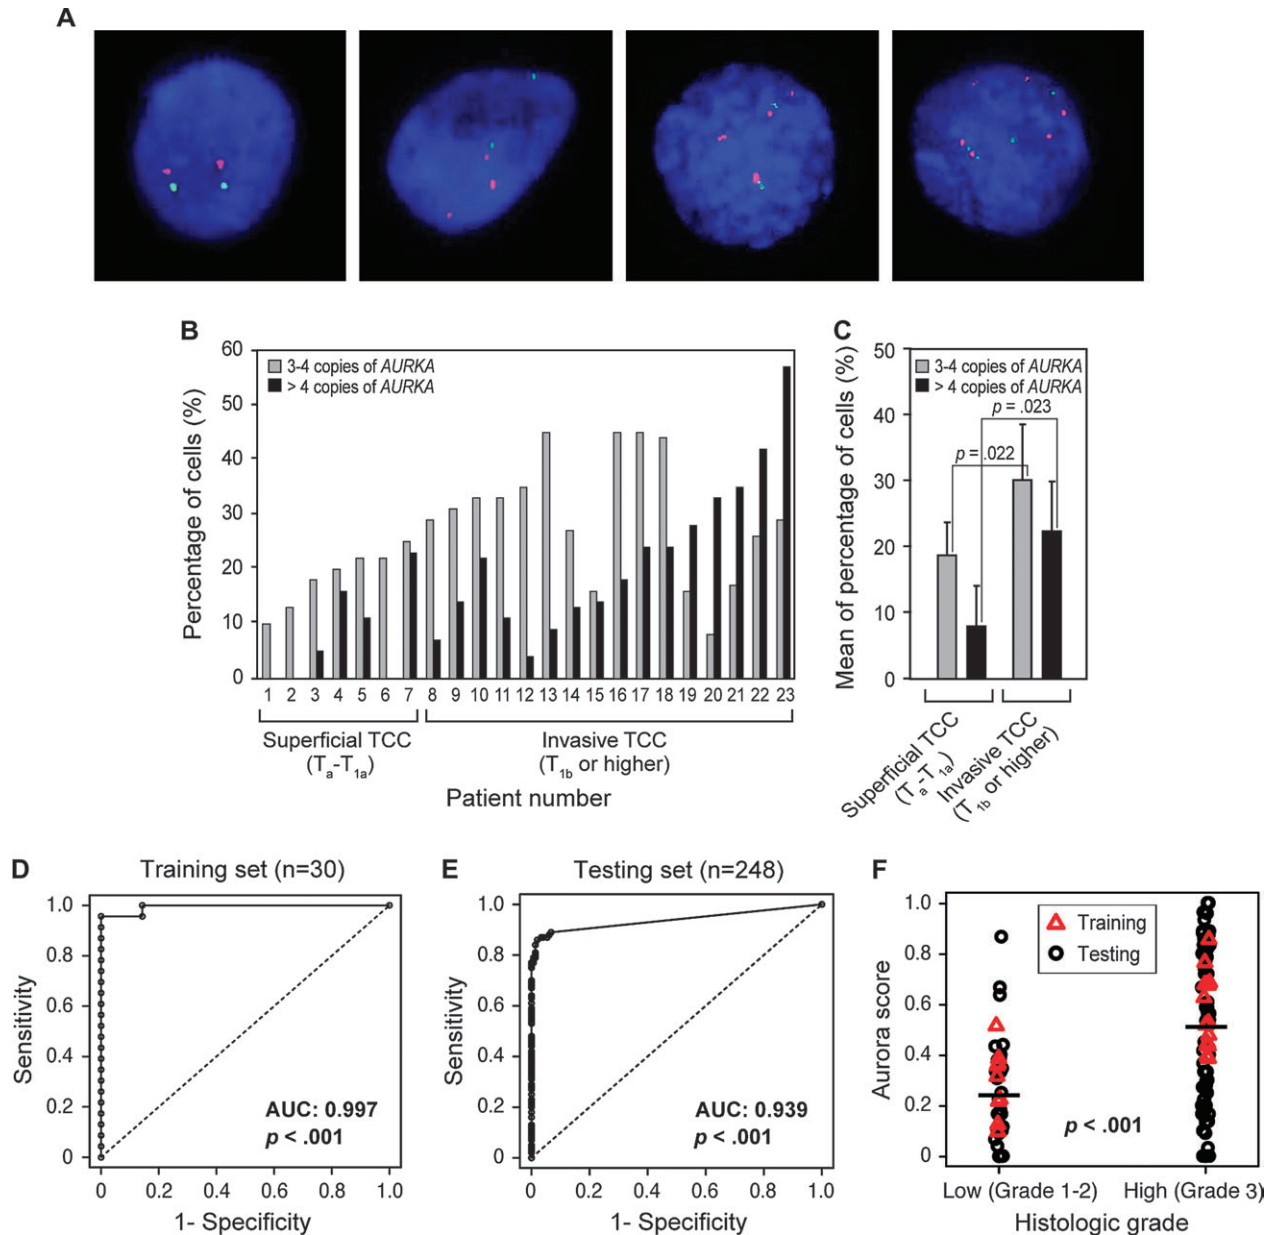 A
B
60
50
40
30
20
10
0
Percentage of cells (%)
3-4 copies of AURKA
> 4 copies of AURKA
1 2 3 4 5 6 7 8 9 10 11 12 13 14 15 16 17 18 19 20 21 22 23
Superficial TCC
(Ta-T1a)
Invasive TCC
(T1b or higher)
Patient number
C
50
40
30
20
10
0
Mean of percentage of cells (%)
3-4 copies of AURKA
> 4 copies of AURKA
p = .023
p = .022
Superficial TCC
(Ta-T1a)
Invasive TCC
(T1b or higher)
D
Training set (n=30)
1.0
0.8
0.6
0.4
0.2
0
Sensitivity
AUC: 0.997
p < .001
0 0.2 0.4 0.6 0.8 1.0
1- Specificity
E
Testing set (n=248)
1.0
0.8
0.6
0.4
0.2
0
Sensitivity
AUC: 0.939
p < .001
0 0.2 0.4 0.6 0.8 1.0
1- Specificity
F
1.0
0.8
0.6
0.4
0.2
0
Aurora score
Training
Testing
p < .001
Low (Grade 1-2) High (Grade 3)
Histologic grade